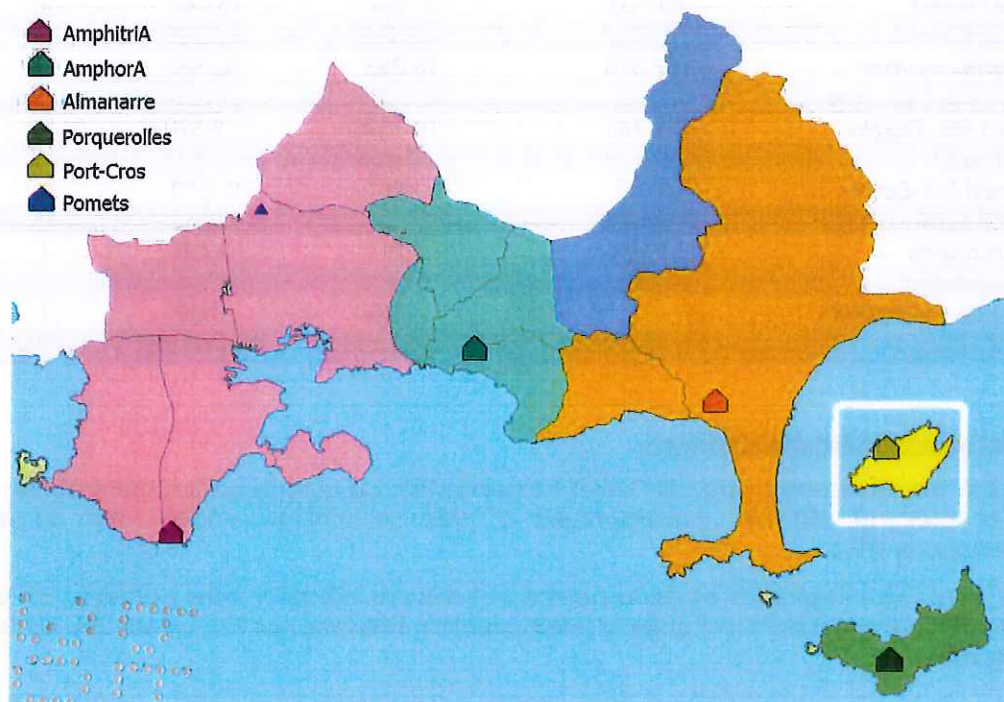 AmphitriA
AmphorA
Almanarre
Porquerolles
Port-Cros
Pomets